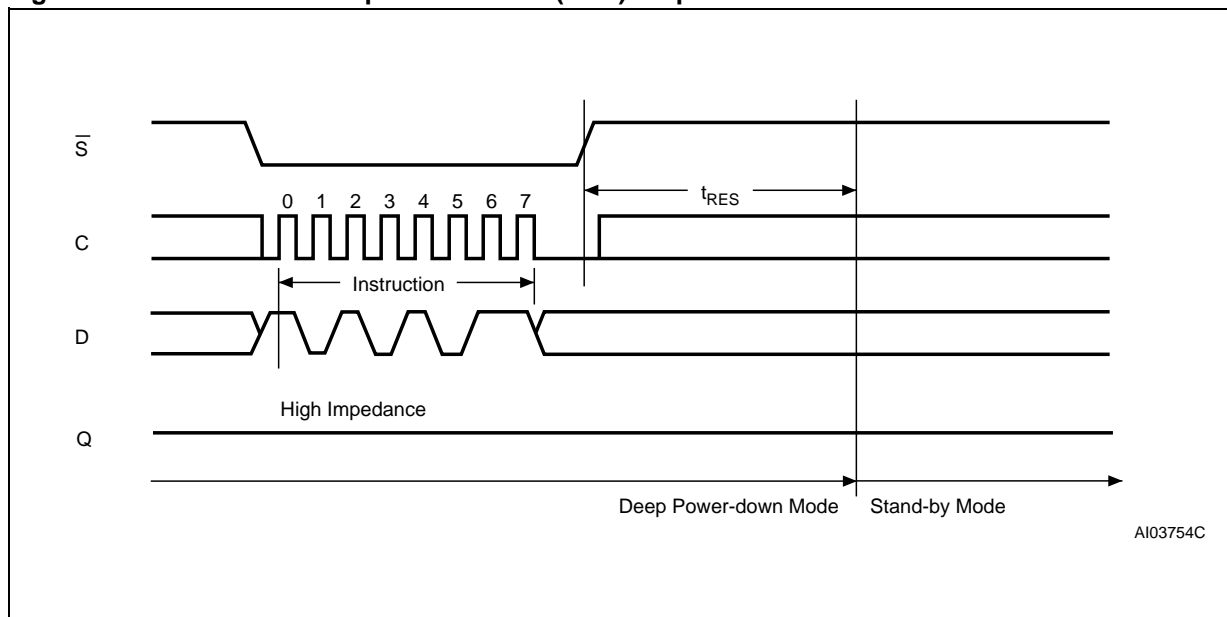 S̅
tRES
0 1 2 3 4 5 6 7
C
Instruction
D
High Impedance
Q
Deep Power-down Mode Stand-by Mode
AI03754C